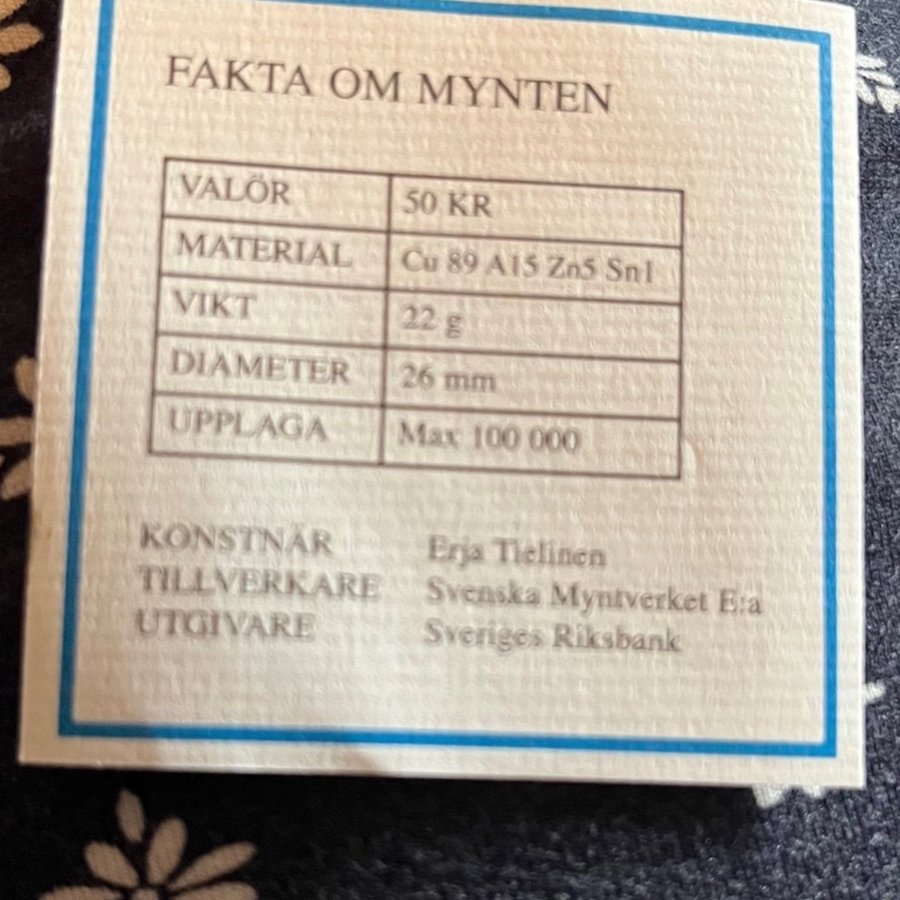 FAKTA OM MYNTEN
VALÖR 50 KR
MATERIAL Cu 89 A15 Zn5 Sn1
VIKT 22 g
DIAMETER 26 mm
UPPLAGA Max 100 000
KONSTNÄR Erja Tielinen
TILLVERKARE Svenska Myntverket E:a
UTGIVARE Sveriges Riksbank